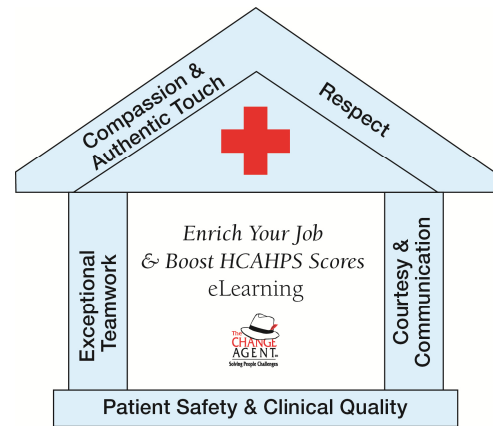 Compassion &
Authentic Touch
Respect
Exceptional
Teamwork
Enrich Your Job
& Boost HCAHPS Scores
eLearning
The
CHANGE
AGENT
Solving People Challenges
Courtesy &
Communication
Patient Safety & Clinical Quality